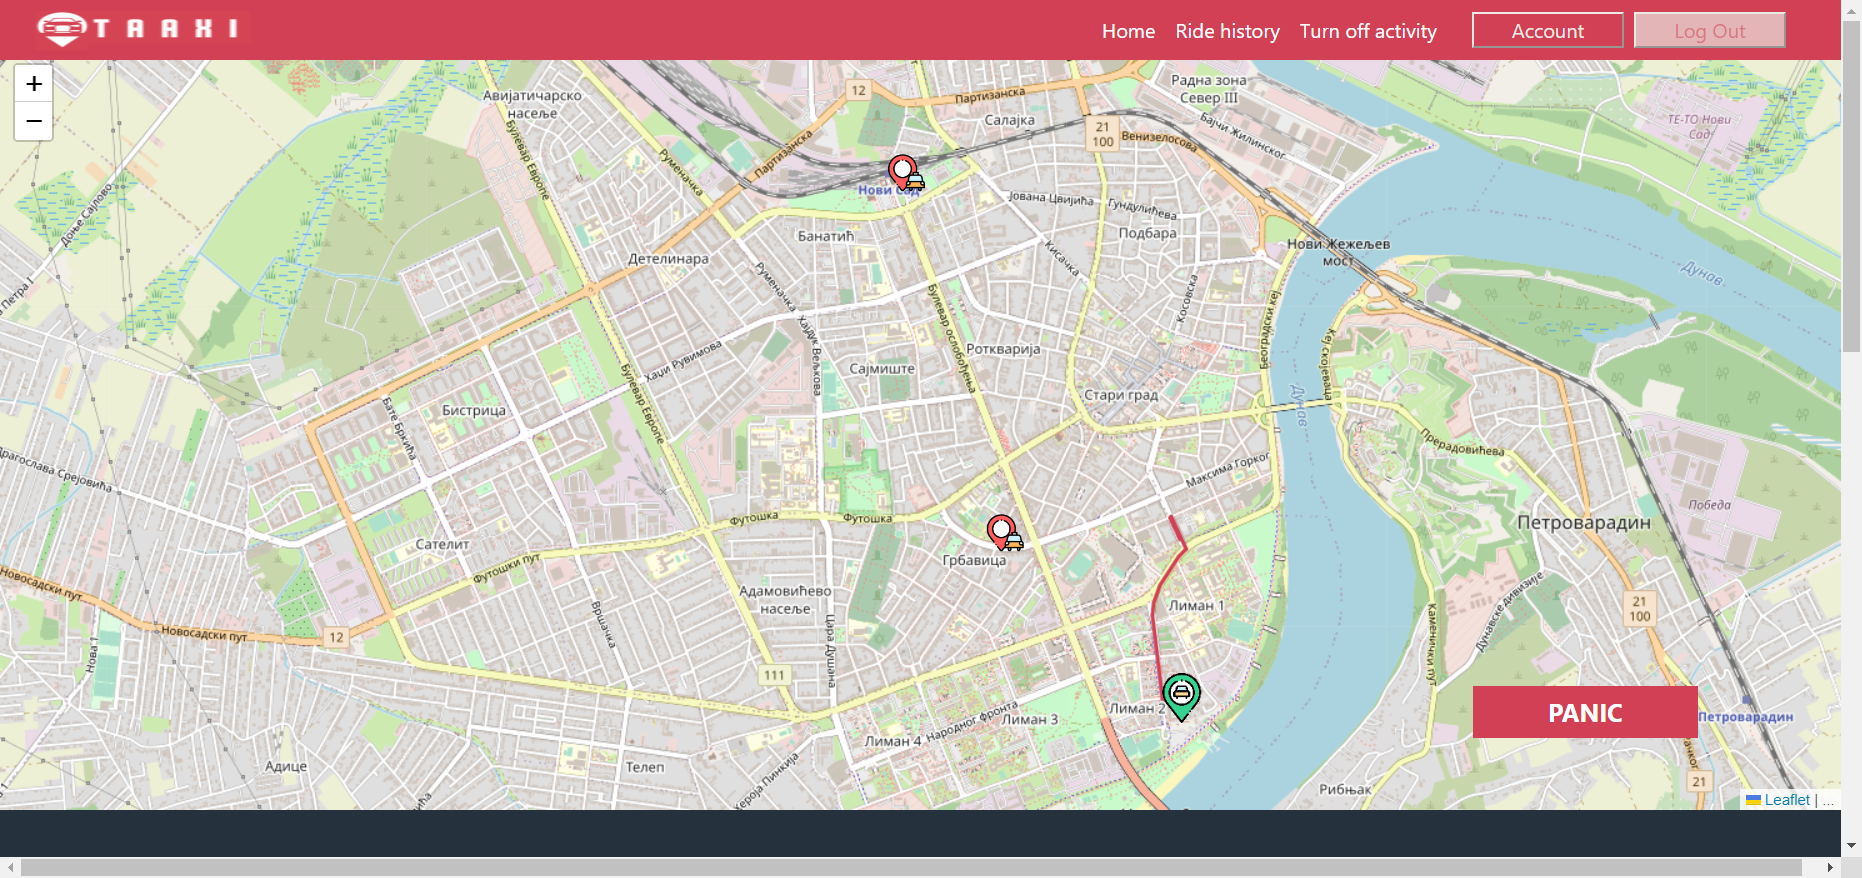 TAAXI
Home
Ride history
Turn off activity
Account
Log Out
+
−
Авијатичарско
насеље
12
Партизанска
Радна зона
Север III
ТЕ-ТО Нови
Сад
Салајка
21
100
Венизелосова
Бајчи Жилинског
Булевар Европе
Руменачка
Партизанска
Доње Сајлово
Нови Сад
Јована Цвијића
Гундулићева
Банатић
Подбара
Нови Жежељев
мост
Кисачка
Детелинара
Дунав
Петра I
Руменачка
Косовска
Булевар ослобођења
Београдски кеј
Хајдук Вељкова
Кеј скојеваца
Хаџи Рувимова
Роткварија
Сајмиште
Булевар Европе
Стари град
Дунав
Бате Бркића
Бистрица
Прерадовићева
Драгослава Срејовића
Максима Горког
Победа
Футошка
Футошка
Петроварадин
Сателит
Грбавица
Футошки пут
Новосадски пут
Адамовићево
насеље
Лиман 1
Дунавске дивизије
21
100
Вршачка
Цара Душана
Каменички пут
12
Новосадски пут
Нова 1
111
Лиман 2
PANIC
Петроварадин
Лиман 3
Народног фронта
Лиман 4
Адице
Телеп
Хероја Пинкија
21
Рибњак
Leaflet | ...